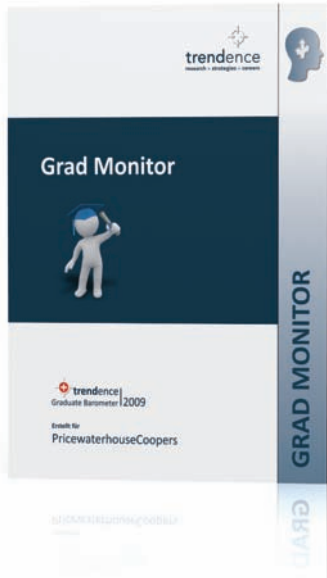 trendence
research • strategies • careers
Grad Monitor
trendence
Graduate Barometer 2009
Erstellt für
PricewaterhouseCoopers
GRAD MONITOR